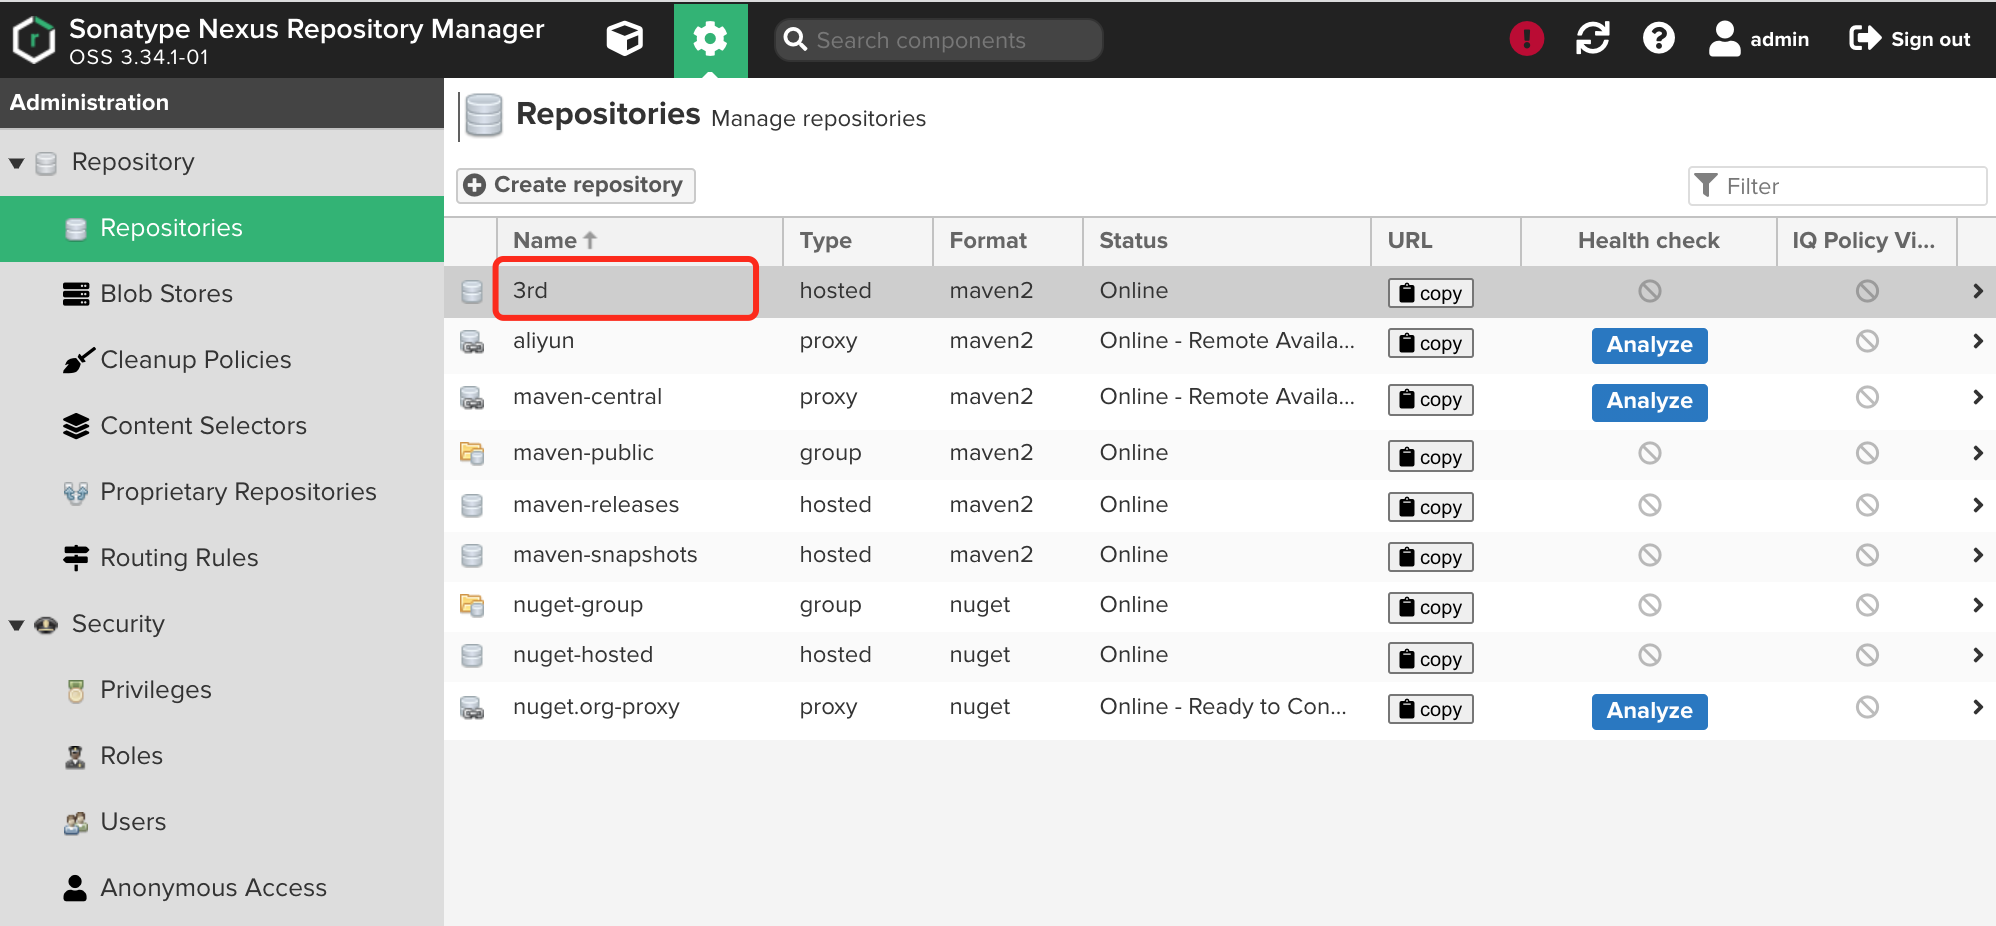 Sonatype Nexus Repository Manager
OSS 3.34.1-01
Search components
admin
Sign out
Administration
Repository
Repositories
Blob Stores
Cleanup Policies
Content Selectors
Proprietary Repositories
Routing Rules
Security
Privileges
Roles
Users
Anonymous Access
Repositories Manage repositories
Create repository
Filter
Name Type Format Status URL Health check IQ Policy Vi...
3rd hosted maven2 Online copy
aliyun proxy maven2 Online - Remote Availa... copy Analyze
maven-central proxy maven2 Online - Remote Availa... copy Analyze
maven-public group maven2 Online copy
maven-releases hosted maven2 Online copy
maven-snapshots hosted maven2 Online copy
nuget-group group nuget Online copy
nuget-hosted hosted nuget Online copy
nuget.org-proxy proxy nuget Online - Ready to Con... copy Analyze